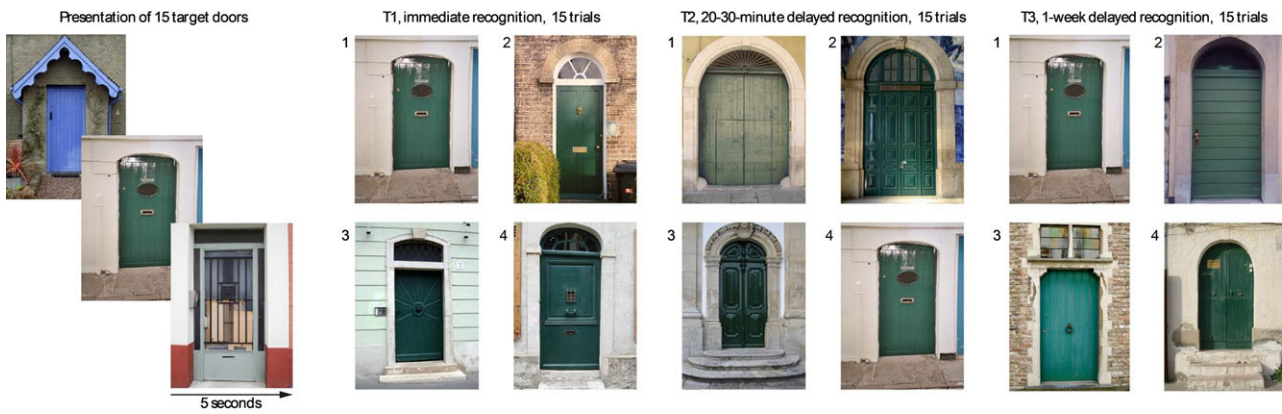 Presentation of 15 target doors
T1, immediate recognition, 15 trials
T2, 20-30-minute delayed recognition, 15 trials
T3, 1-week delayed recognition, 15 trials
1
2
1
2
1
2
3
4
3
4
3
4
5 seconds